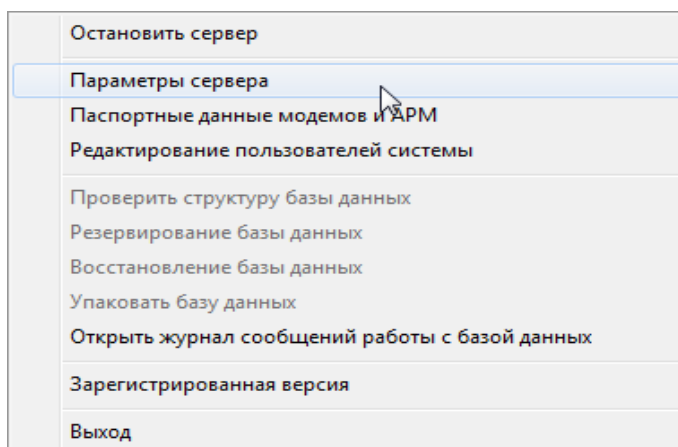 Остановить сервер
Параметры сервера
Паспортные данные модемов и АРМ
Редактирование пользователей системы
Проверить структуру базы данных
Резервирование базы данных
Восстановление базы данных
Упаковать базу данных
Открыть журнал сообщений работы с базой данных
Зарегистрированная версия
Выход